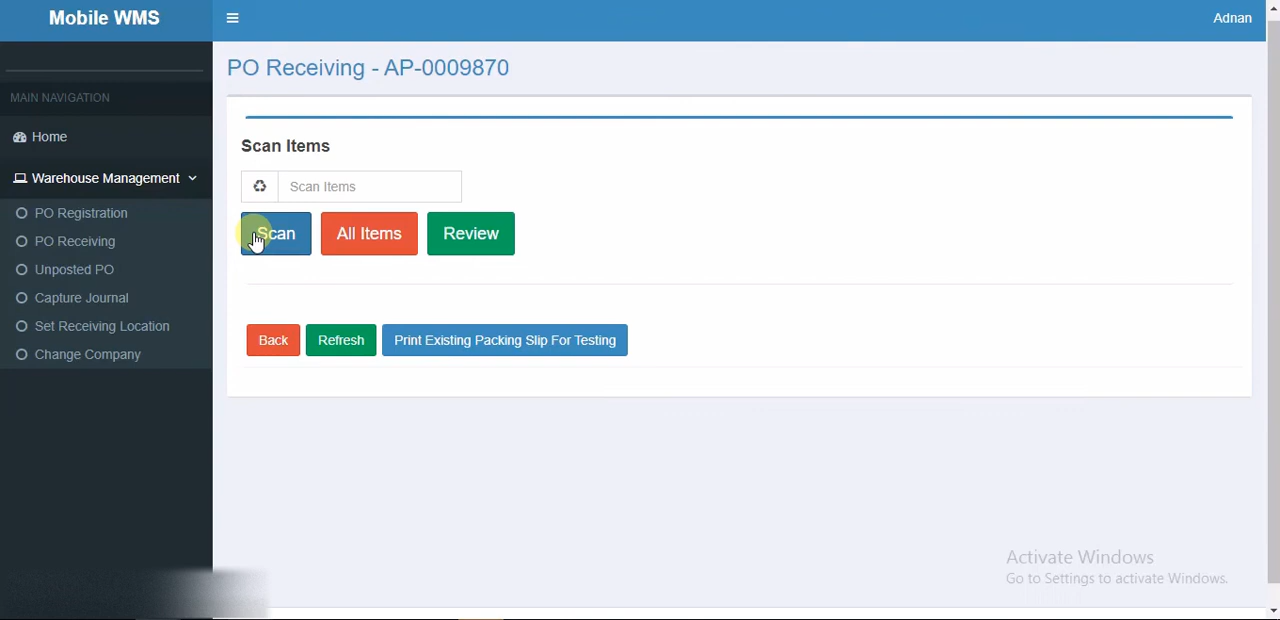 Mobile WMS
Adnan
PO Receiving - AP-0009870
MAIN NAVIGATION
Home
Warehouse Management
PO Registration
PO Receiving
Unposted PO
Capture Journal
Set Receiving Location
Change Company
Scan Items
Scan Items
Scan All Items Review
Back Refresh Print Existing Packing Slip For Testing
Activate Windows
Go to Settings to activate Windows.